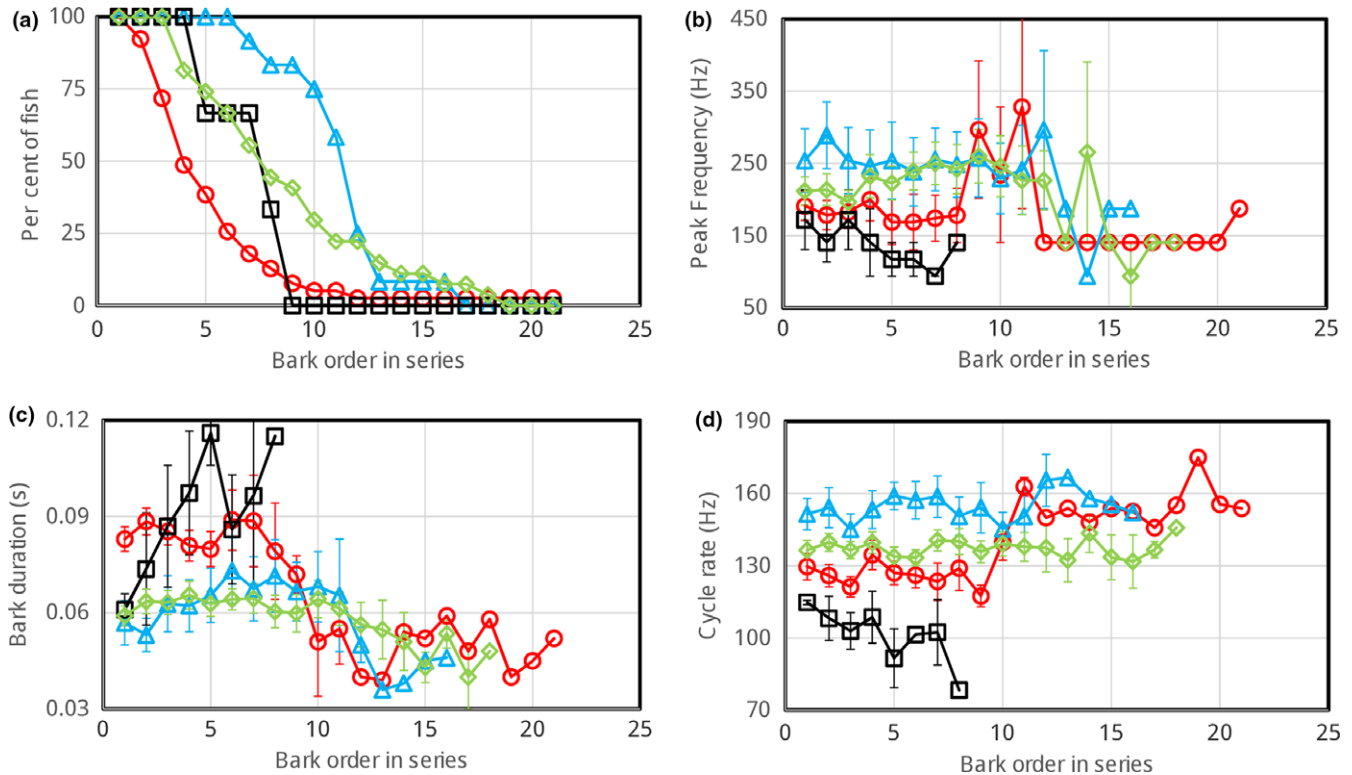 (a)
100
75
50
25
0
Per cent of fish
0 5 10 15 20 25
Bark order in series
(b)
450
350
250
150
50
Peak Frequency (Hz)
0 5 10 15 20 25
Bark order in series
(c)
0.12
0.09
0.06
0.03
Bark duration (s)
0 5 10 15 20 25
Bark order in series
(d)
190
160
130
100
70
Cycle rate (Hz)
0 5 10 15 20 25
Bark order in series